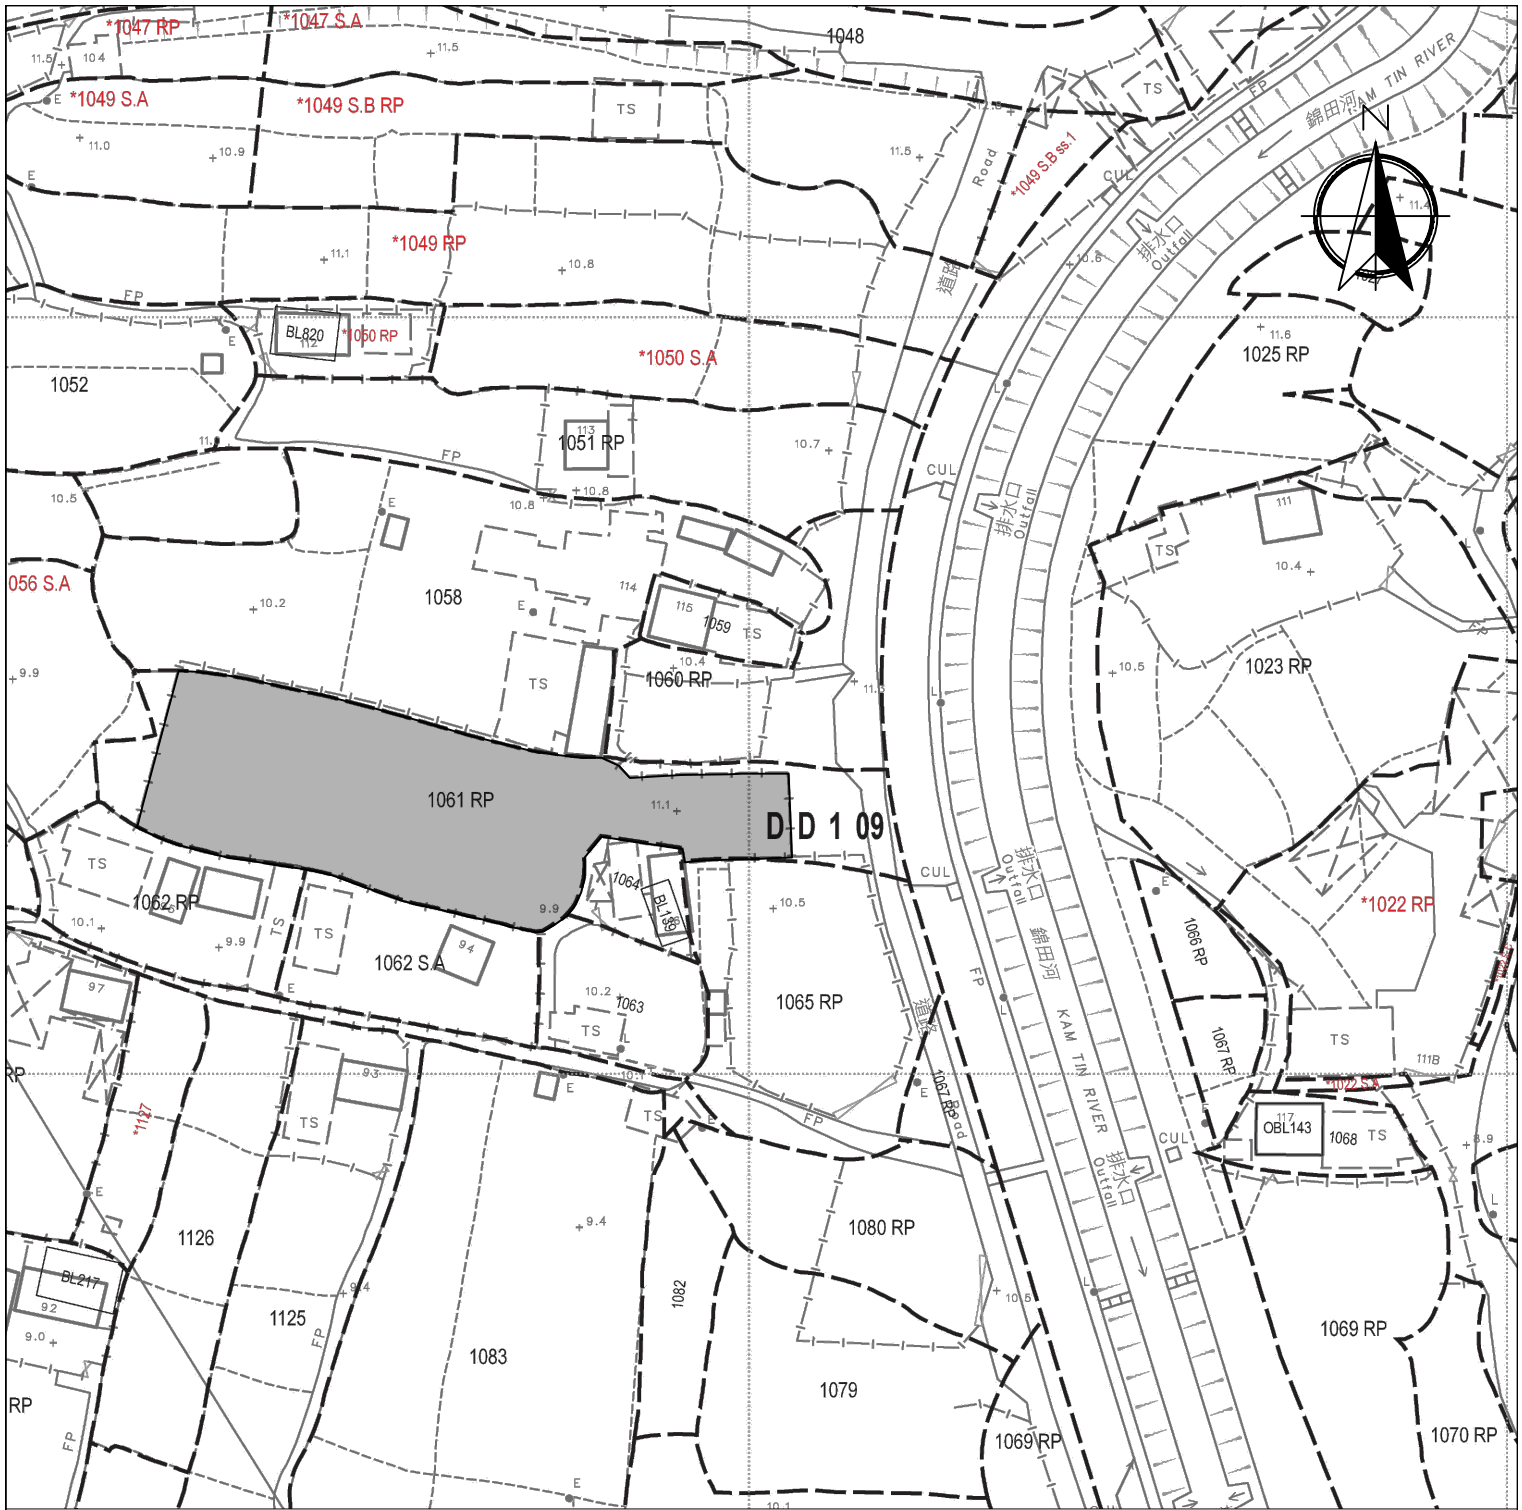 *1047 RP
*1047 S.A
1048
11.5
104
11.5
KAM TIN RIVER
錦田河
FP
TS
E
*1049 S.A
*1049 S.B RP
TS
N
11.0
10.9
11.5
Road
*1049 S.B ss.1
CUL
E
11.4
*1049 RP
排水口
Outfall
11.1
10.8
道路
10.6
FP
BL820
112
*1050 RP
11.6
1025 RP
E
*1050 S.A
1052
L
113
1051 RP
10.7
FP
CUL
10.5
10.8
10.8
111
E
排水口
Outfall
TS
L
10.4
056 S.A
114
115
1058
10.2
E
1059
TS
FP
10.4
1060 RP
1023 RP
10.5
9.9
TS
L
1061 RP
11.1
D D 1 09
TS
排水口
Outfall
CUL
1064
E
BL139
1062 RP
9.9
10.5
*1022 RP
10.1
9.9
TS
TS
94
1066 RP
錦田河
1062 S.A
97
E
FP
10.2
1063
1065 RP
L
道路
TS
KAM TIN RIVER
TS
1067 RP
111B
RP
93
10.1
E
E
1067 RP
*1022 S.A
*1127
TS
TS
FP
Road
E
E
117
OBL143
1068
TS
8.9
CUL
排水口
Outfall
E
L
1126
9.4
1080 RP
BL217
92
9.4
1082
10.5
L
1125
9.0
FP
1069 RP
1083
1079
RP
FP
1069 RP
1070 RP
E
10.1